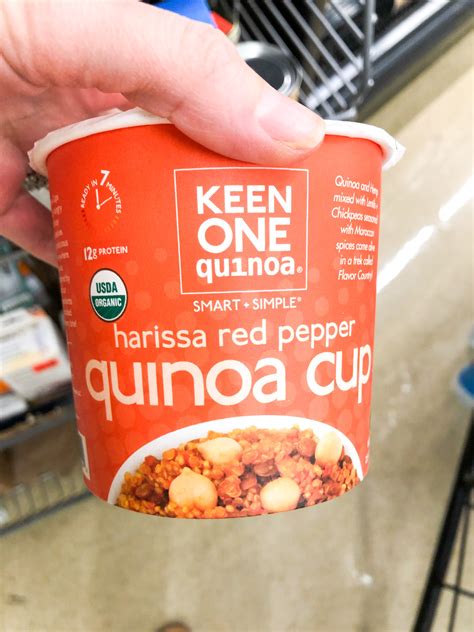 READY IN 7 MINUTES
12g PROTEIN
USDA
ORGANIC
KEEN
ONE
qu1noa®
SMART + SIMPLE®
harissa red pepper
quinoa cup
Quinoa and
mixed with
Chickpeas
with
spices come
in a trek called
Flavor Country!